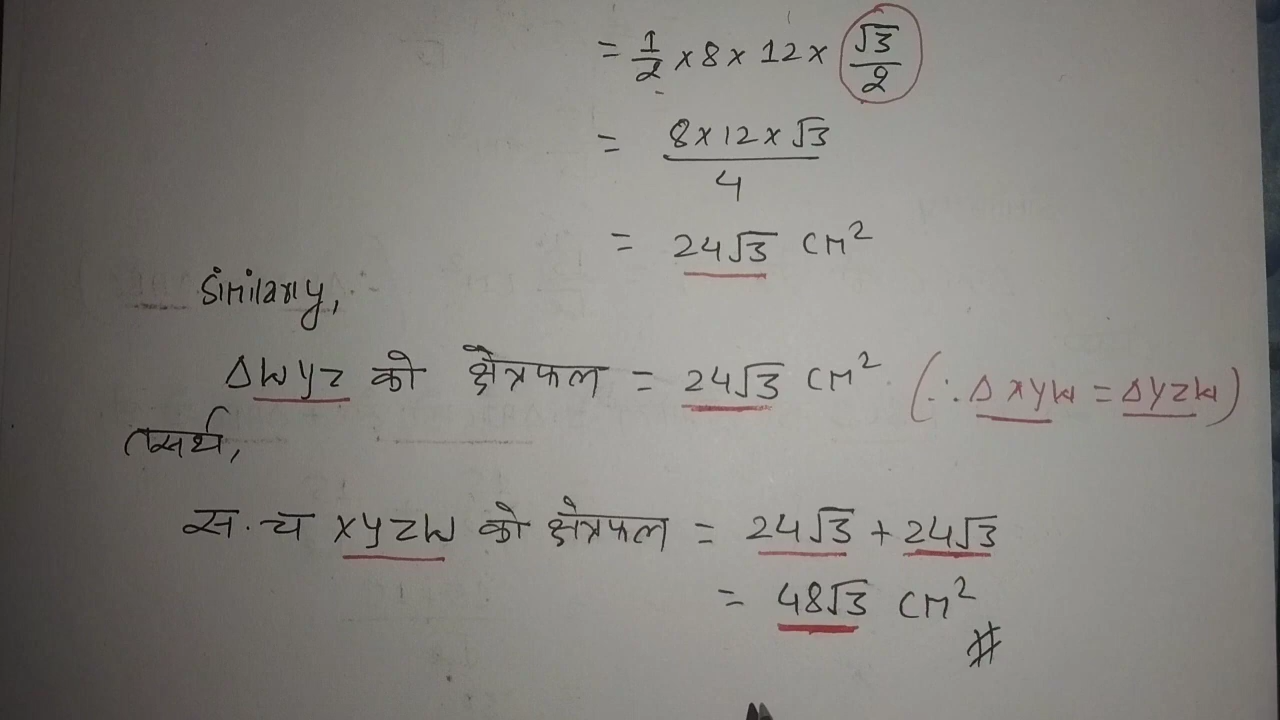 = 1/2 × 8 × 12 × √3/2
= 8 × 12 × √3 / 4
= 24√3 cm²
Similarly,
Δwyz को क्षेत्रफल = 24√3 cm² (∵ Δxyw = Δyzw)
तसर्थ,
स.च xyzw को क्षेत्रफल = 24√3 + 24√3
= 48√3 cm² #